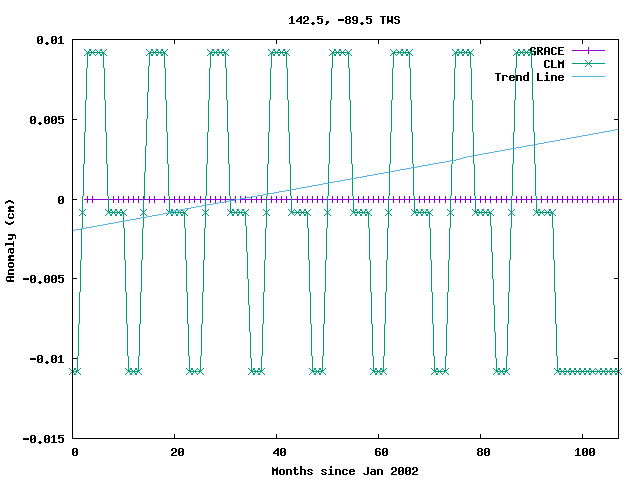 142.5, -89.5 TWS
0.01
0.005
0
-0.005
-0.01
-0.015
Anomaly (cm)
GRACE
CLM
Trend Line
0 20 40 60 80 100
Months since Jan 2002